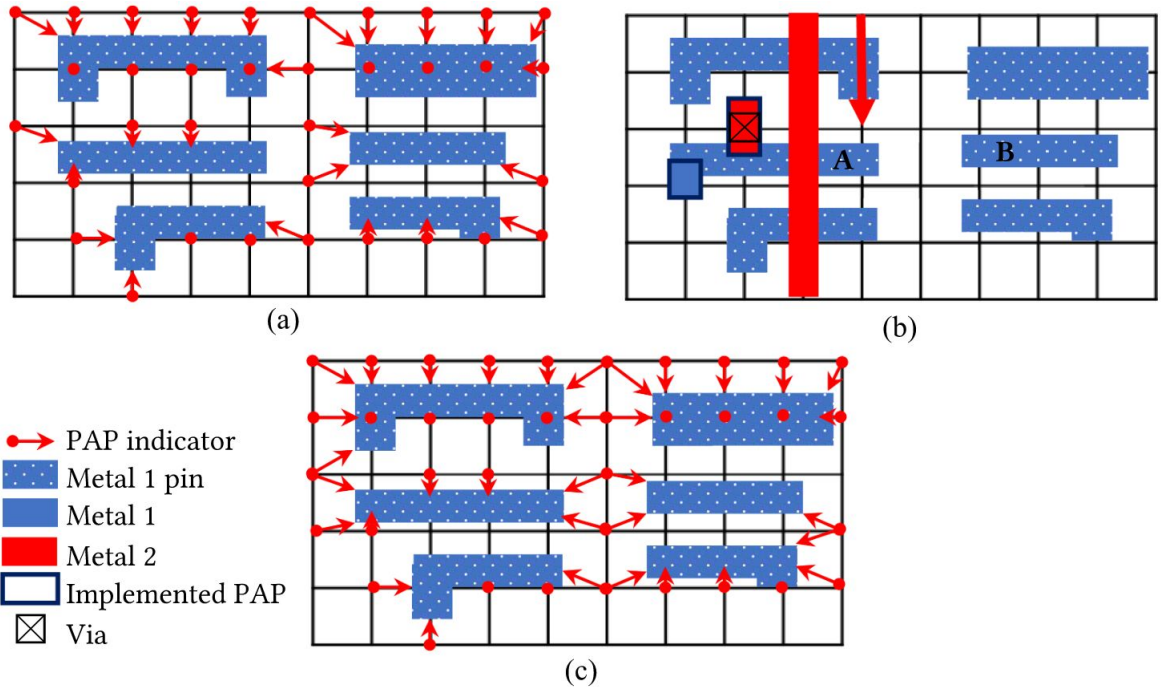 (a)
A
B
(b)
PAP indicator
Metal 1 pin
Metal 1
Metal 2
Implemented PAP
Via
(c)